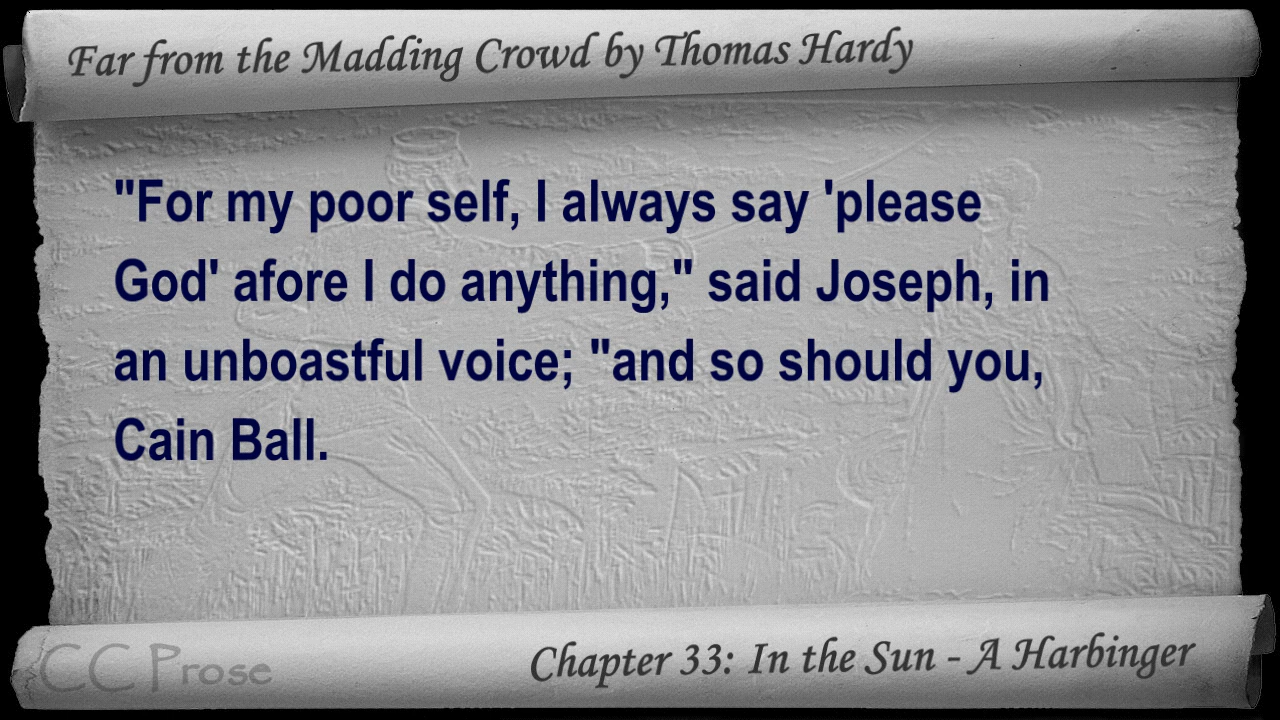 Far from the Madding Crowd by Thomas Hardy
"For my poor self, I always say 'please
God' afore I do anything," said Joseph, in
an unboastful voice; "and so should you,
Cain Ball.
CC Prose
Chapter 33: In the Sun - A Harbinger